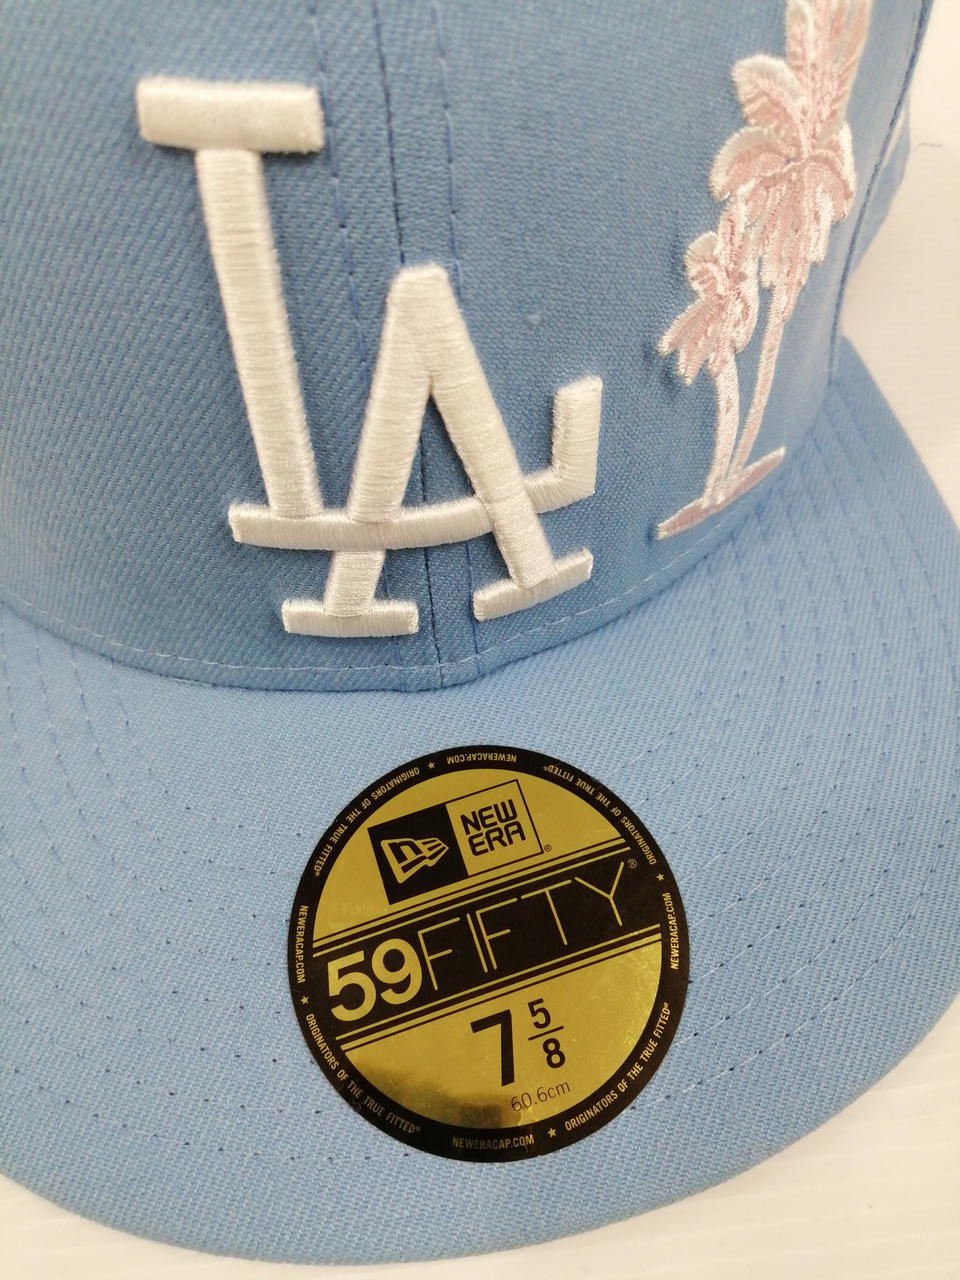 LA
NEW
ERA®
59FIFTY®
7 5/8
60.6cm
NEWERACAP.COM ★ ORIGINATORS OF THE TRUE FITTED®
NEWERACAP.COM ★ ORIGINATORS OF THE TRUE FITTED®
NEWERACAP.COM ★ ORIGINATORS OF THE TRUE FITTED®
NEWERACAP.COM ★ ORIGINATORS OF THE TRUE FITTED®